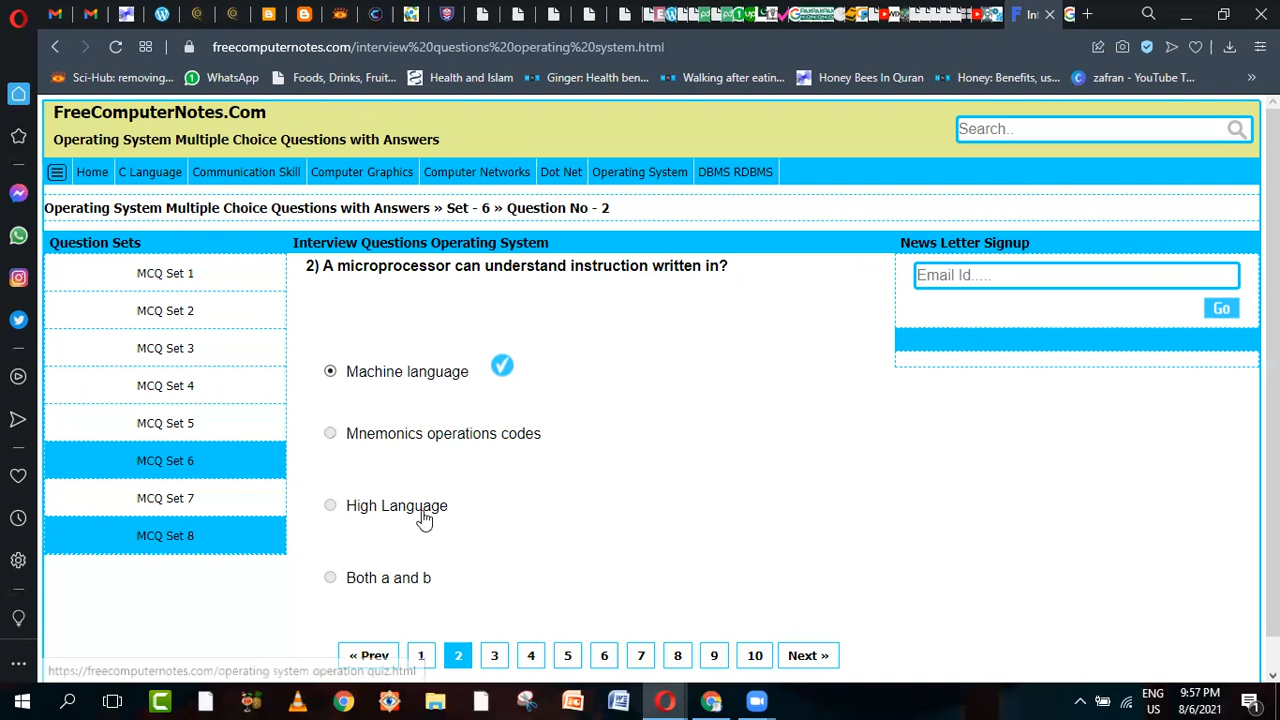 Int
freecomputernotes.com/interview%20questions%20operating%20system.html
Sci-Hub: removing...
WhatsApp
Foods, Drinks, Fruit...
Health and Islam
Ginger: Health ben...
Walking after eatin...
Honey Bees In Quran
Honey: Benefits, us...
zafran - YouTube T...
FreeComputerNotes.Com
Operating System Multiple Choice Questions with Answers
Search..
Home
C Language
Communication Skill
Computer Graphics
Computer Networks
Dot Net
Operating System
DBMS RDBMS
Operating System Multiple Choice Questions with Answers » Set - 6 » Question No - 2
Question Sets
MCQ Set 1
MCQ Set 2
MCQ Set 3
MCQ Set 4
MCQ Set 5
MCQ Set 6
MCQ Set 7
MCQ Set 8
Interview Questions Operating System
2) A microprocessor can understand instruction written in?
Machine language
Mnemonics operations codes
High Language
Both a and b
« Prev
1
2
3
4
5
6
7
8
9
10
Next »
News Letter Signup
Email Id.....
Go
https://freecomputernotes.com/operating system operation quiz.html
ENG
US
9:57 PM
8/6/2021